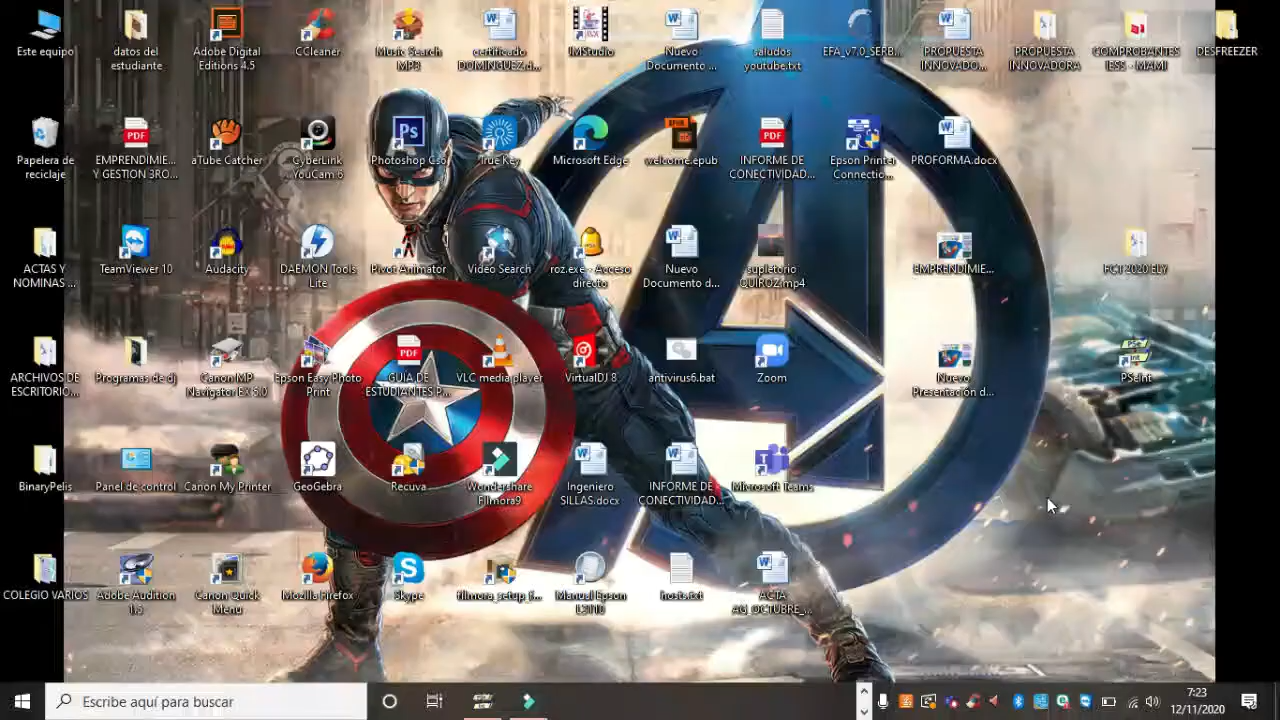 Este equipo
datos del
estudiante
Adobe Digital
Editions 4.5
CCleaner
Music Search
MP3
certificado
DOMINGUEZ.d...
IMStudio
Nuevo
Documento ...
saludos
youtube.txt
EFA_v7.0_SERB...
PROPUESTA
INNOVADO...
PROPUESTA
INNOVADORA
COMPROBANTES
IESS - MAMI
DESFREEZER
Papelera de
reciclaje
PDF
EMPRENDIMIE...
Y GESTION 3RO...
aTube Catcher
CyberLink
YouCam 6
Ps
Photoshop Cs6
True Key
Microsoft Edge
EPUB
welcome.epub
PDF
INFORME DE
CONECTIVIDAD...
Epson Printer
Connectio...
PROFORMA.docx
ACTAS Y
NOMINAS ...
TeamViewer 10
Audacity
DAEMON Tools
Lite
Pivot Animator
Video Search
roz.exe - Acceso
directo
Nuevo
Documento d...
supletorio
QUIROZ.mp4
EMPRENDIMIE...
FCT 2020 ELY
ARCHIVOS DE
ESCRITORIO...
Programas de dj
Canon MP
Navigator EX 5.0
Epson Easy Photo
Print
PDF
GUIA DE
ESTUDIANTES P...
VLC media player
VirtualDJ 8
antivirus6.bat
Zoom
Nuevo
Presentación d...
PSeInt
BinaryPelis
Panel de control
Canon My Printer
GeoGebra
Recuva
Wondershare
Filmora9
Ingeniero
SILLAS.docx
INFORME DE
CONECTIVIDAD...
Microsoft Teams
COLEGIO VARIOS
Adobe Audition
1.5
Canon Quick
Menu
Mozilla Firefox
Skype
filmora_setup_f...
Manual Epson
L3110
hosts.txt
ACTA
AG_OCTUBRE_...
Escribe aquí para buscar
7:23
12/11/2020